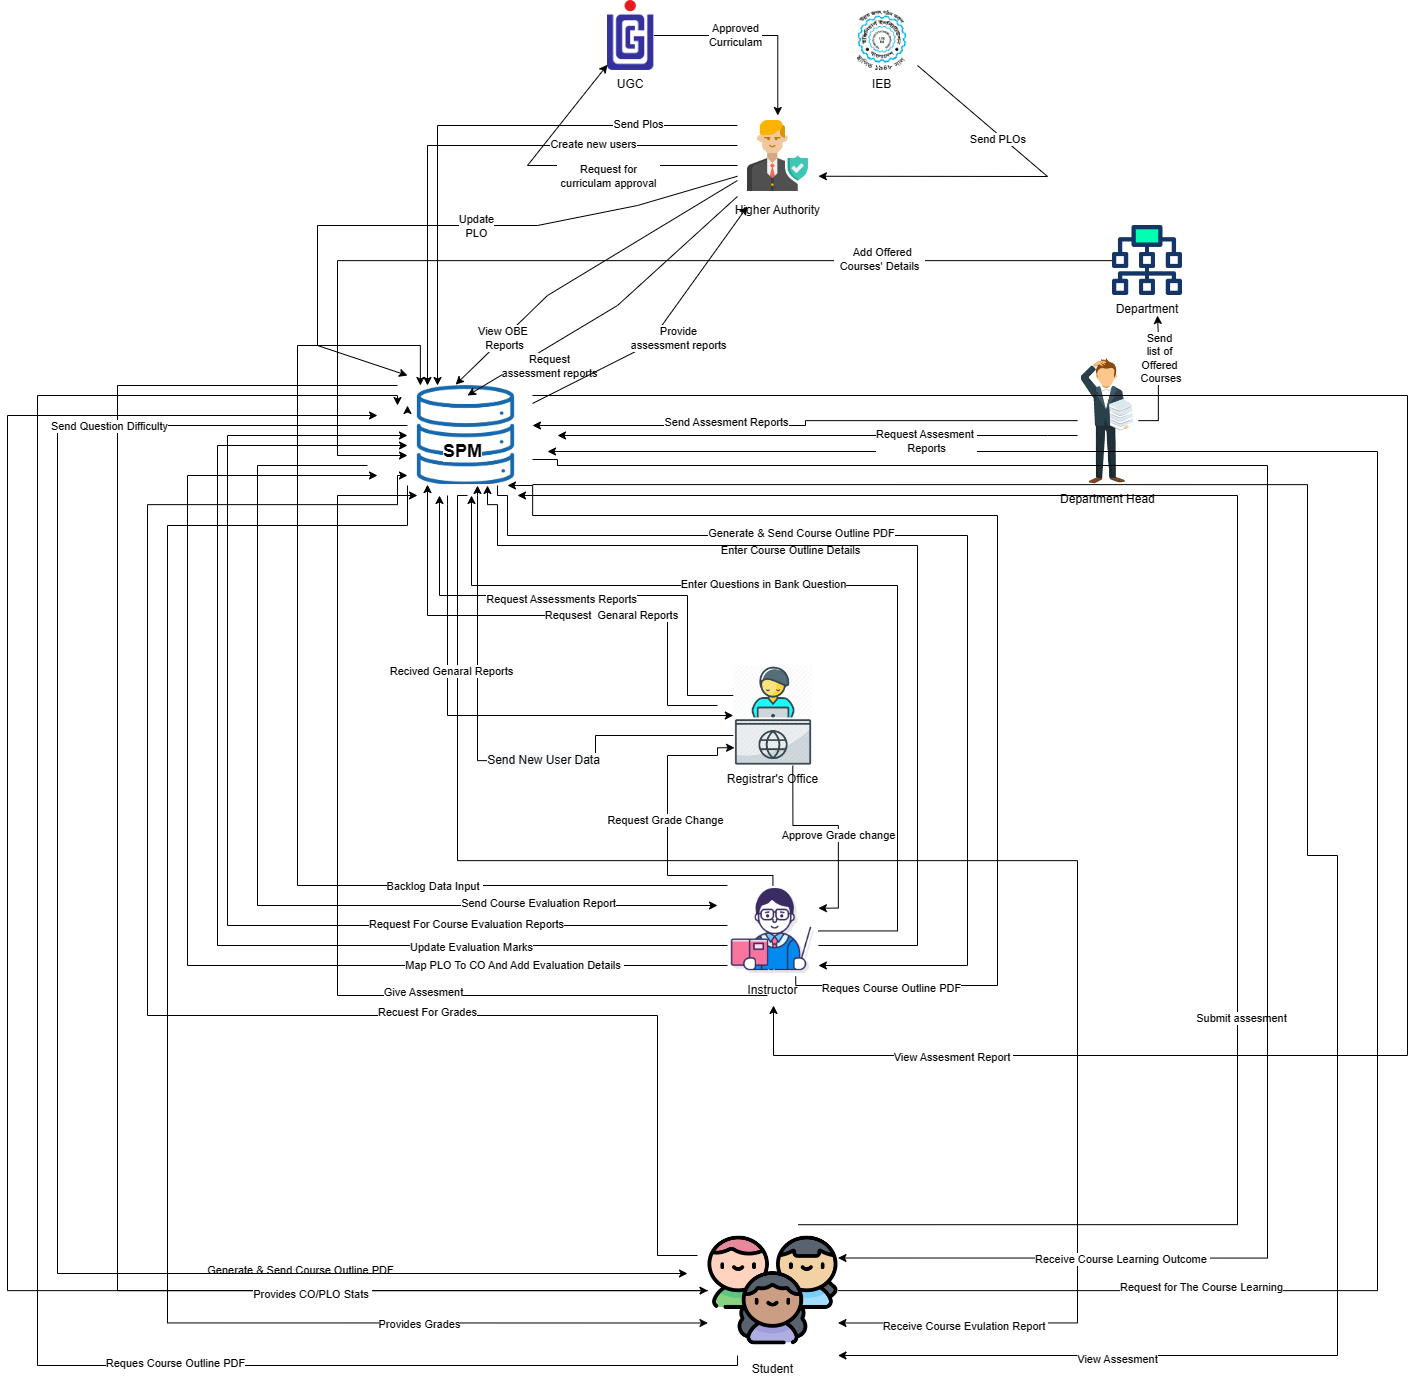 Approved
Curriculam
UGC
IEB
Send Plos
Create new users
Send PLOs
Request for
curriculam approval
Higher Authority
Update
PLO
Add Offered
Courses' Details
Department
View OBE
Reports
Provide
assessment reports
Request
assessment reports
Send
list of
Offered
Courses
Send Question Difficulty
Send Assesment Reports
Request Assesment
Reports
SPM
Department Head
Generate & Send Course Outline PDF
Enter Course Outline Details
Enter Questions in Bank Question
Request Assessments Reports
Requsest  Genaral Reports
Recived Genaral Reports
Send New User Data
Registrar's Office
Request Grade Change
Approve Grade change
Backlog Data Input
Send Course Evaluation Report
Request For Course Evaluation Reports
Update Evaluation Marks
Map PLO To CO And Add Evaluation Details
Instructor
Reques Course Outline PDF
Give Assesment
Recuest For Grades
Submit assesment
View Assesment Report
Receive Course Learning Outcome
Generate & Send Course Outline PDF
Request for The Course Learning
Provides CO/PLO Stats
Provides Grades
Receive Course Evulation Report
Reques Course Outline PDF
View Assesment
Student